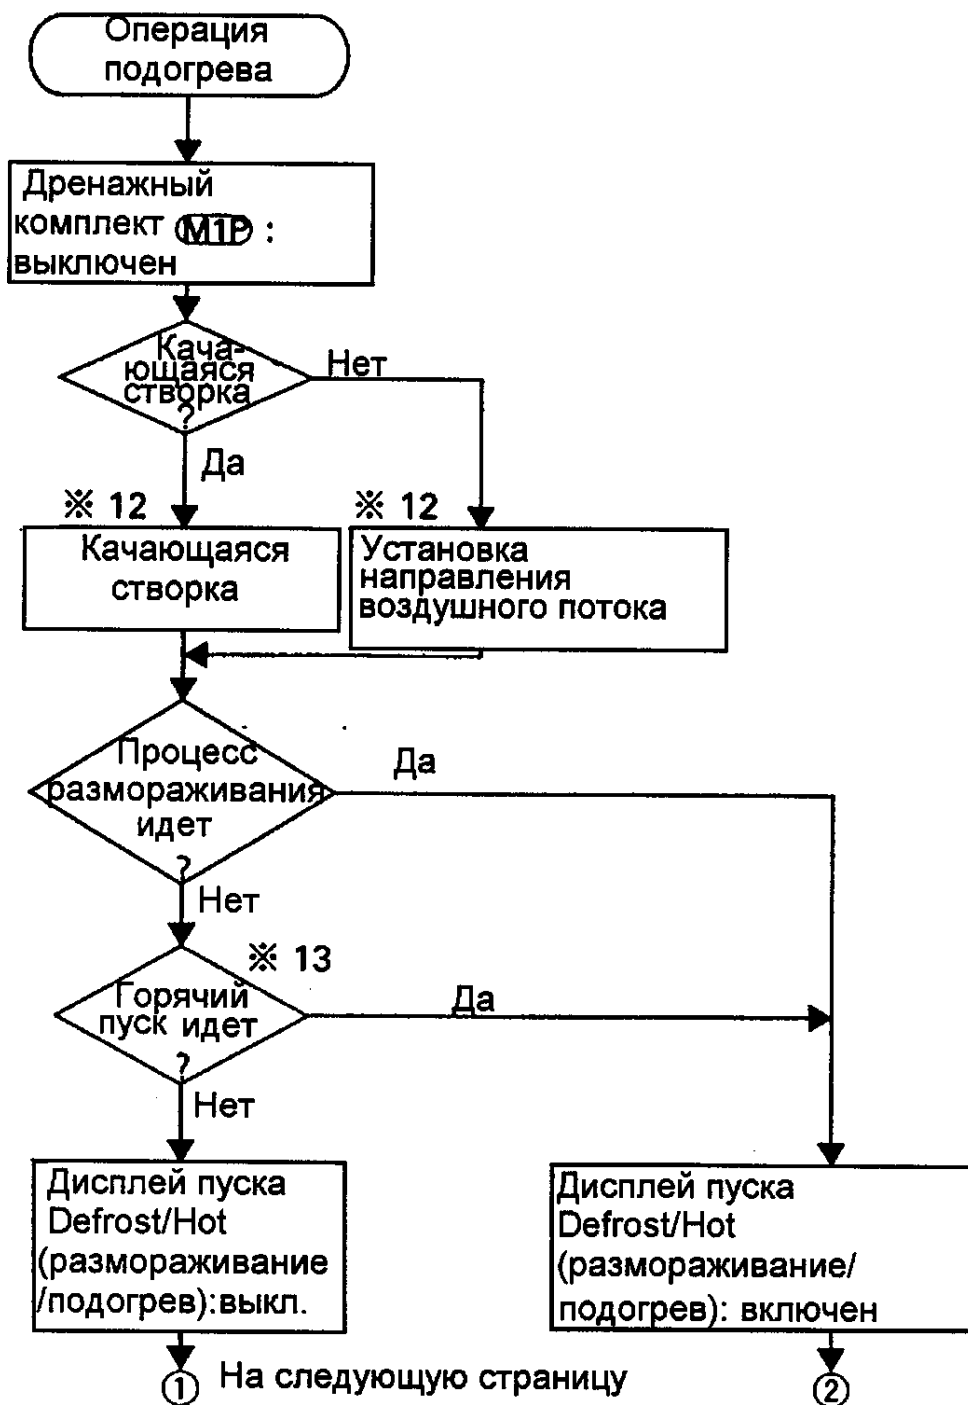 Операция
подогрева
Дренажный
комплект M1P :
выключен
Кача-
ющаяся
створка
?
Нет
Да
※ 12
Качающаяся
створка
※ 12
Установка
направления
воздушного потока
Процесс
размораживания
идет
?
Да
Нет
※ 13
Горячий
пуск идет
?
Да
Нет
Дисплей пуска
Defrost/Hot
(размораживание
/подогрев):выкл.
Дисплей пуска
Defrost/Hot
(размораживание/
подогрев): включен
① На следующую страницу
②